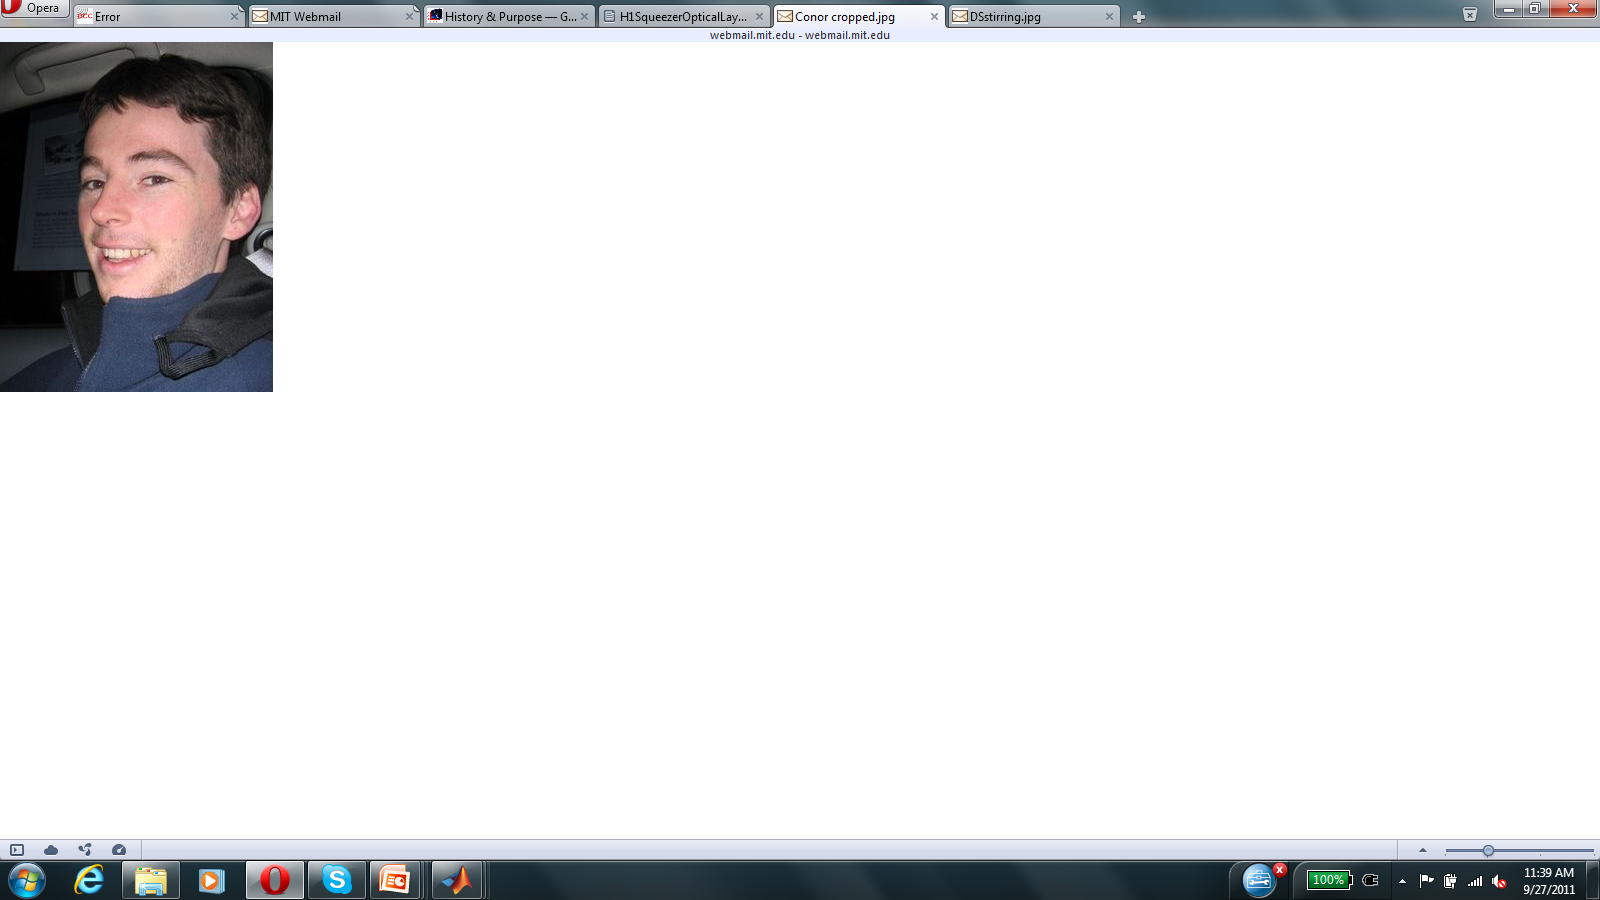 Opera
Error
MIT Webmail
History & Purpose — G...
H1SqueezerOpticalLay...
Conor cropped.jpg
DSstirring.jpg
webmail.mit.edu - webmail.mit.edu
100%
11:39 AM
9/27/2011